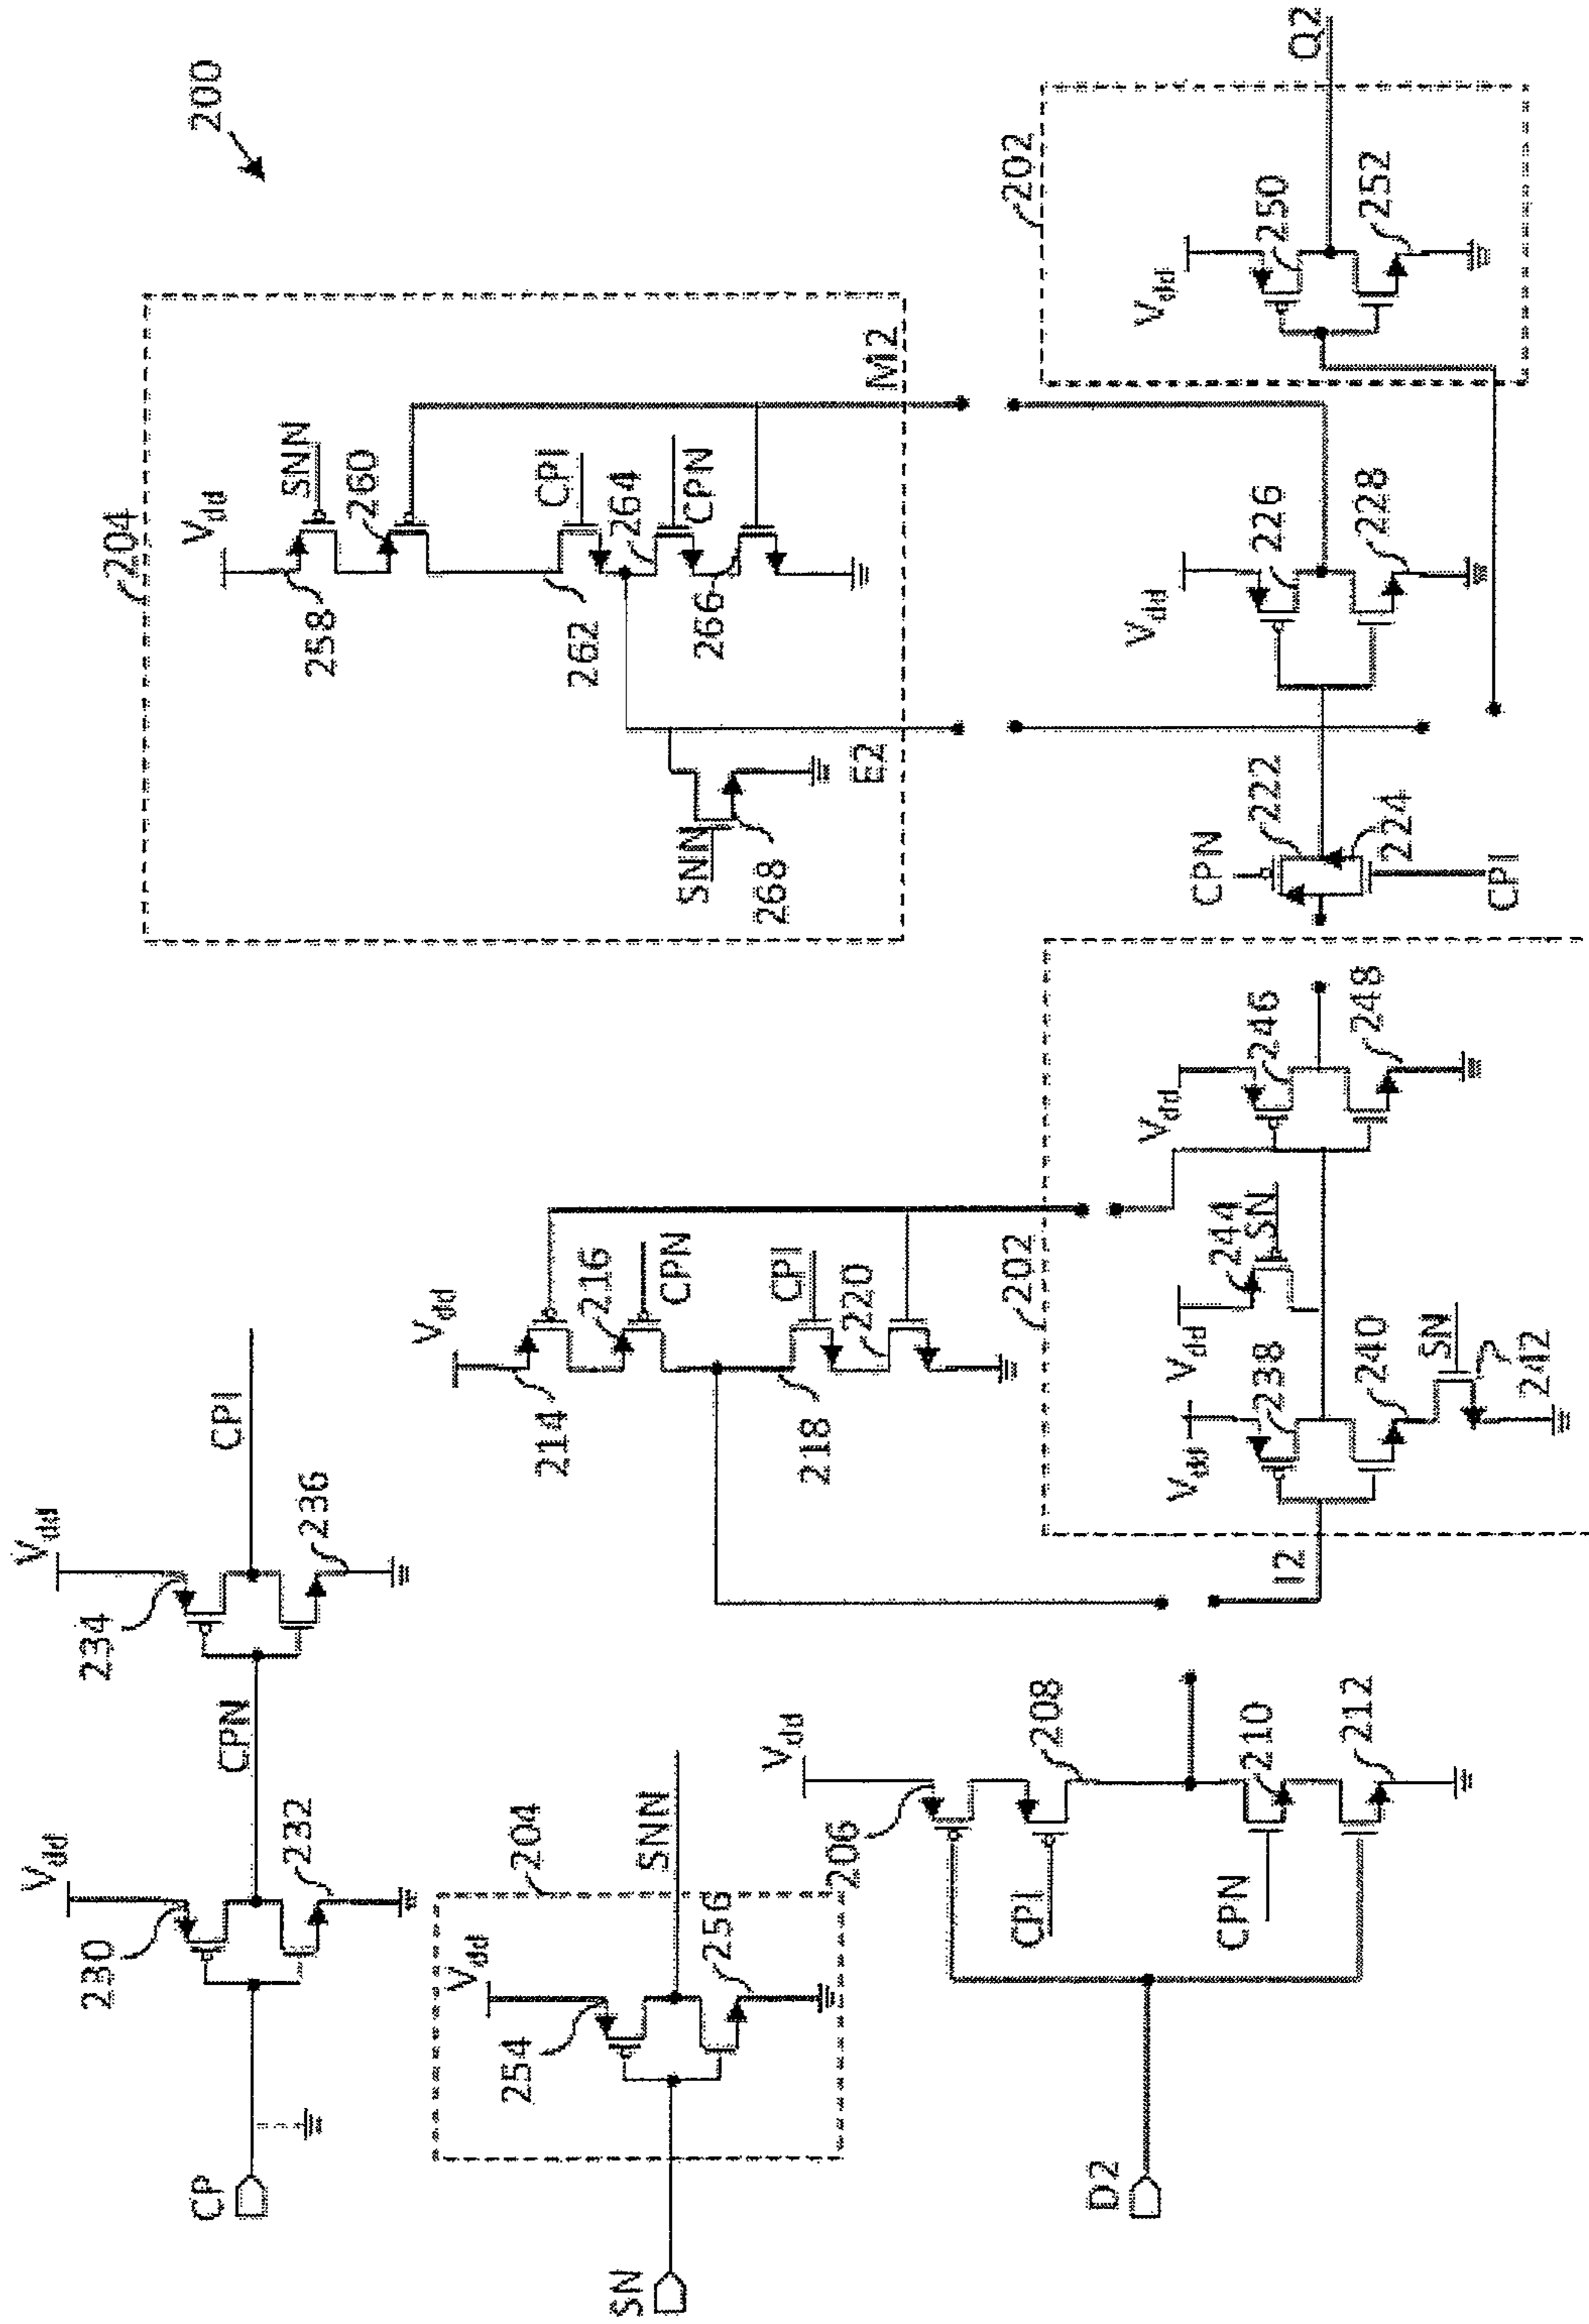 200
204
Vdd
SNN
260
258
CPI
264
262
CPN
266
M2
SNN
268
E2
202
Q2
Vdd
250
252
Vdd
226
228
CPN
222
224
CPI
Vdd
246
248
244
SN
Vdd
Vdd
238
240
SN
242
202
I2
Vdd
216
214
CPN
CPI
220
218
Vdd
234
CPI
236
CPN
Vdd
230
232
CP
204
Vdd
SNN
254
256
SN
Vdd
206
208
CPI
210
CPN
212
D2